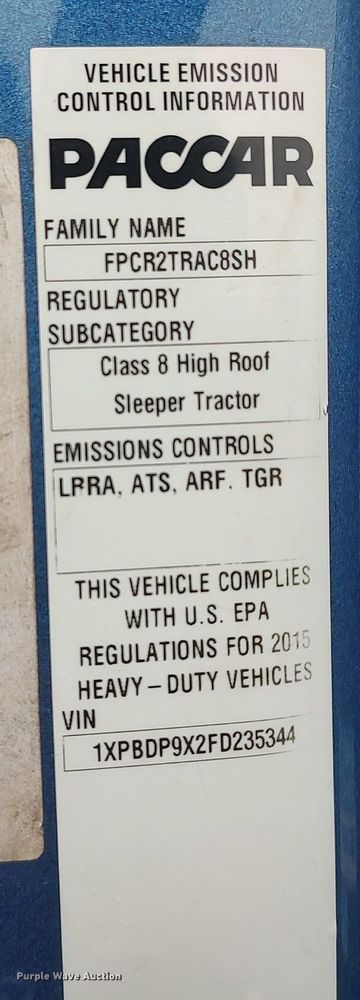 VEHICLE EMISSION
CONTROL INFORMATION
PACCAR
FAMILY NAME
FPCR2TRAC8SH
REGULATORY
SUBCATEGORY
Class 8 High Roof
Sleeper Tractor
EMISSIONS CONTROLS
LRRA, ATS, ARF. TGR
THIS VEHICLE COMPLIES
WITH U.S. EPA
REGULATIONS FOR 2015
HEAVY-DUTY VEHICLES
VIN
1XPBDP9X2FD235344
Purple Wave Auction